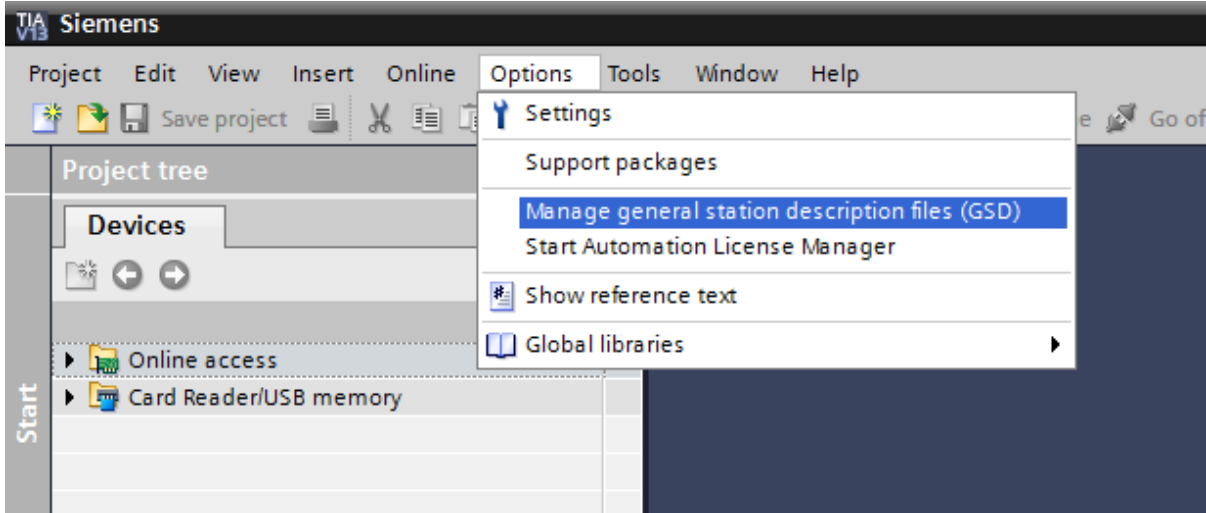 TIA V13 Siemens
Project Edit View Insert Online Options Tools Window Help
Save project
Go of
Settings
Support packages
Manage general station description files (GSD)
Start Automation License Manager
Show reference text
Global libraries
Project tree
Devices
Online access
Card Reader/USB memory
Start